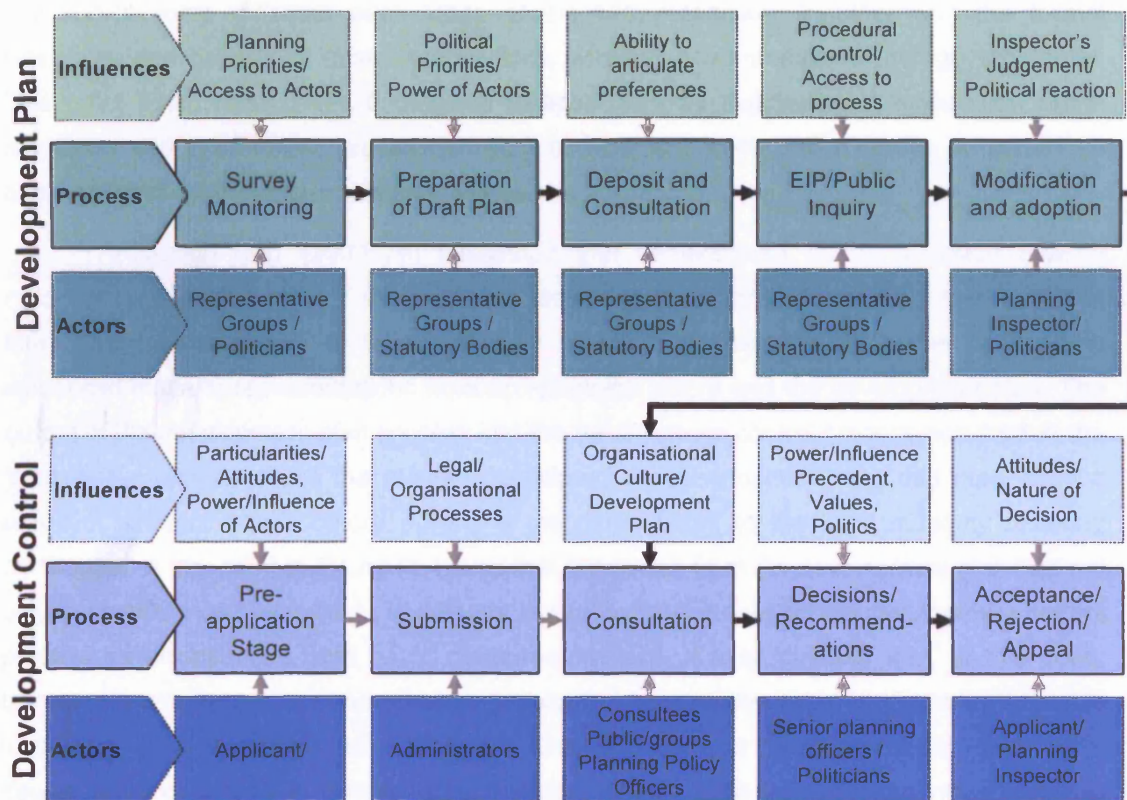 Development Plan
Influences
Planning
Priorities/
Access to Actors
Political
Priorities/
Power of Actors
Ability to
articulate
preferences
Procedural
Control/
Access to
process
Inspector's
Judgement/
Political reaction
Process
Survey
Monitoring
Preparation
of Draft Plan
Deposit and
Consultation
EIP/Public
Inquiry
Modification
and adoption
Actors
Representative
Groups /
Politicians
Representative
Groups /
Statutory Bodies
Representative
Groups /
Statutory Bodies
Representative
Groups /
Statutory Bodies
Planning
Inspector/
Politicians
Development Control
Influences
Particularities/
Attitudes,
Power/Influence
of Actors
Legal/
Organisational
Processes
Organisational
Culture/
Development
Plan
Power/Influence
Precedent,
Values,
Politics
Attitudes/
Nature of
Decision
Process
Pre-
application
Stage
Submission
Consultation
Decisions/
Recommend-
ations
Acceptance/
Rejection/
Appeal
Actors
Applicant/
Administrators
Consultees
Public/groups
Planning Policy
Officers
Senior planning
officers /
Politicians
Applicant/
Planning
Inspector